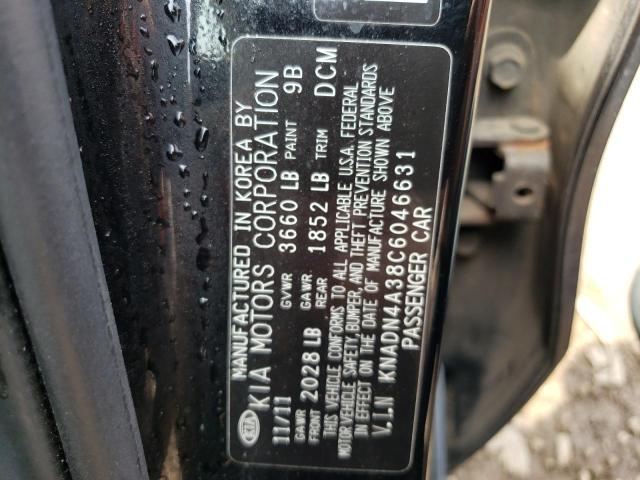 MANUFACTURED IN KOREA BY
KIA KIA MOTORS CORPORATION
11/11 GVWR 3660 LB PAINT 9B
GAWR FRONT 2028 LB GAWR REAR 1852 LB TRIM DCM
THIS VEHICLE CONFORMS TO ALL APPLICABLE U.S.A. FEDERAL
MOTOR VEHICLE SAFETY, BUMPER, AND THEFT PREVENTION STANDARDS
IN EFFECT ON THE DATE OF MANUFACTURE SHOWN ABOVE
V.I.N KNADN4A38C6046631
PASSENGER CAR